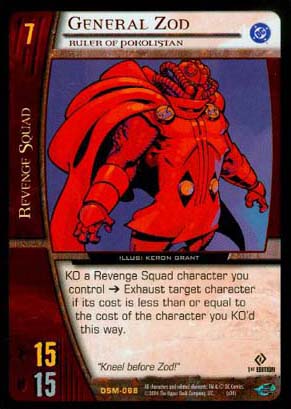 7
General Zod
Ruler of Pokolistan
Revenge Squad
Illus: Keron Grant
KO a Revenge Squad character you
control → Exhaust target character
if its cost is less than or equal to
the cost of the character you KO'd
this way.
"Kneel before Zod!"
15
15
DSM-098
1st Edition